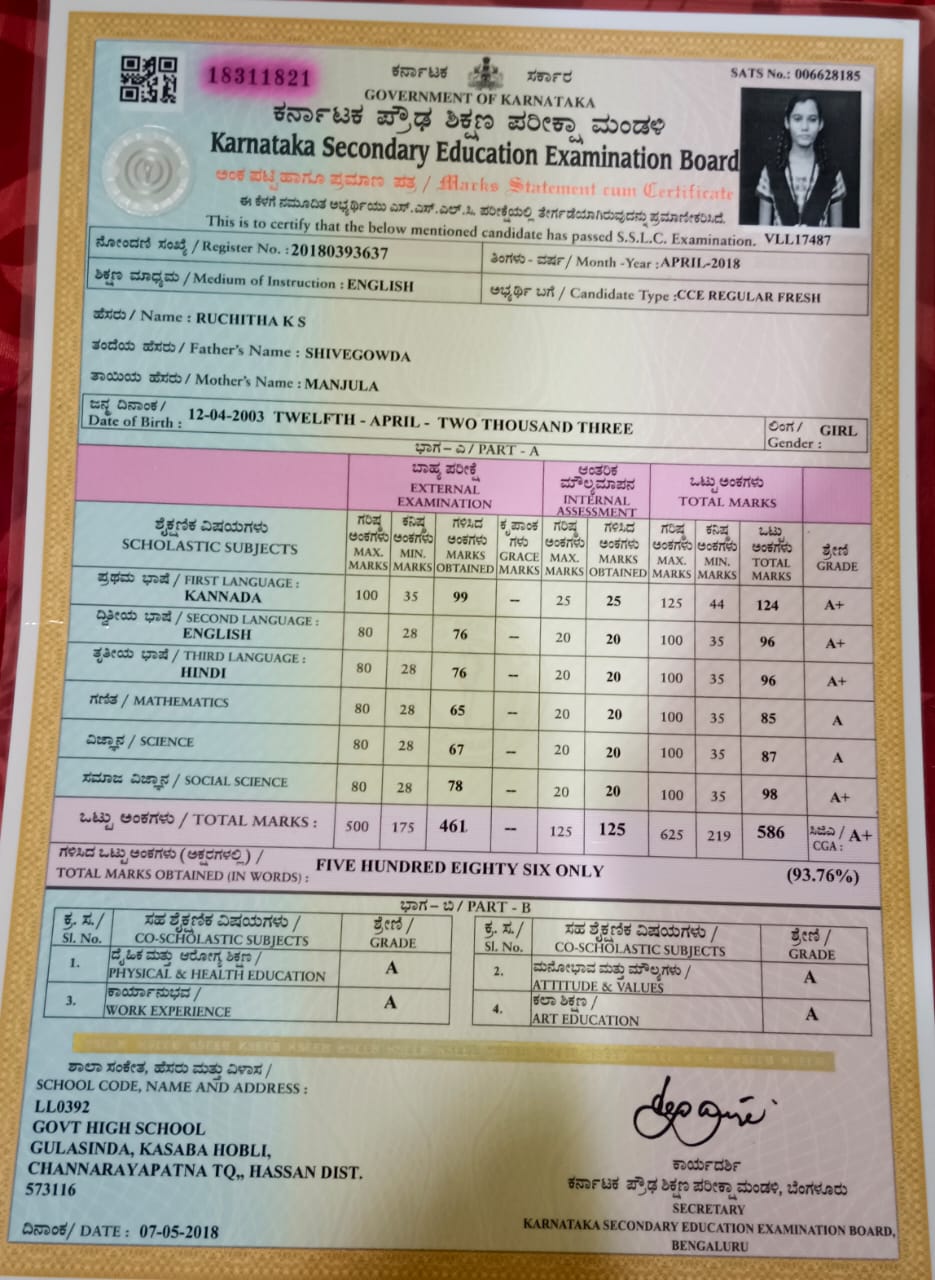 18311821
ಕರ್ನಾಟಕ ಸರ್ಕಾರ
SATS No.: 006628185
GOVERNMENT OF KARNATAKA
ಕರ್ನಾಟಕ ಪ್ರೌಢ ಶಿಕ್ಷಣ ಪರೀಕ್ಷಾ ಮಂಡಳಿ
Karnataka Secondary Education Examination Board
ಅಂಕ ಪಟ್ಟಿ ಹಾಗೂ ಪ್ರಮಾಣ ಪತ್ರ / Marks Statement cum Certificate
ಈ ಕೆಳಗೆ ನಮೂದಿತ ಅಭ್ಯರ್ಥಿಯು ಎಸ್.ಎಸ್.ಎಲ್.ಸಿ. ಪರೀಕ್ಷೆಯಲ್ಲಿ ತೇರ್ಗಡೆಯಾಗಿರುವುದನ್ನು ಪ್ರಮಾಣೀಕರಿಸಿದೆ.
This is to certify that the below mentioned candidate has passed S.S.L.C. Examination. VLL17487
ನೋಂದಣಿ ಸಂಖ್ಯೆ / Register No. : 20180393637
ತಿಂಗಳು - ವರ್ಷ / Month -Year : APRIL-2018
ಶಿಕ್ಷಣ ಮಾಧ್ಯಮ / Medium of Instruction : ENGLISH
ಅಭ್ಯರ್ಥಿ ಬಗೆ / Candidate Type :CCE REGULAR FRESH
ಹೆಸರು / Name : RUCHITHA K S
ತಂದೆಯ ಹೆಸರು / Father's Name : SHIVEGOWDA
ತಾಯಿಯ ಹೆಸರು / Mother's Name : MANJULA
ಜನ್ಮ ದಿನಾಂಕ /
Date of Birth : 12-04-2003 TWELFTH - APRIL - TWO THOUSAND THREE
ಲಿಂಗ /
Gender : GIRL
ಭಾಗ – ಎ / PART - A
ಬಾಹ್ಯ ಪರೀಕ್ಷೆ
EXTERNAL
EXAMINATION
ಆಂತರಿಕ
ಮೌಲ್ಯಮಾಪನ
INTERNAL
ASSESSMENT
ಒಟ್ಟು ಅಂಕಗಳು
TOTAL MARKS
ಶೈಕ್ಷಣಿಕ ವಿಷಯಗಳು
SCHOLASTIC SUBJECTS
ಗರಿಷ್ಠ
ಅಂಕಗಳು
MAX.
MARKS
ಕನಿಷ್ಠ
ಅಂಕಗಳು
MIN.
MARKS
ಗಳಿಸಿದ
ಅಂಕಗಳು
MARKS
OBTAINED
ಕೃಪಾಂಕ
ಗಳು
GRACE
MARKS
ಗರಿಷ್ಠ
ಅಂಕಗಳು
MAX.
MARKS
ಗಳಿಸಿದ
ಅಂಕಗಳು
MARKS
OBTAINED
ಗರಿಷ್ಠ
ಅಂಕಗಳು
MAX.
MARKS
ಕನಿಷ್ಠ
ಅಂಕಗಳು
MIN.
MARKS
ಒಟ್ಟು
ಅಂಕಗಳು
TOTAL
MARKS
ಶ್ರೇಣಿ
GRADE
ಪ್ರಥಮ ಭಾಷೆ / FIRST LANGUAGE :
KANNADA 100 35 99 -- 25 25 125 44 124 A+
ದ್ವಿತೀಯ ಭಾಷೆ / SECOND LANGUAGE :
ENGLISH 80 28 76 -- 20 20 100 35 96 A+
ತೃತೀಯ ಭಾಷೆ / THIRD LANGUAGE :
HINDI 80 28 76 -- 20 20 100 35 96 A+
ಗಣಿತ / MATHEMATICS 80 28 65 -- 20 20 100 35 85 A
ವಿಜ್ಞಾನ / SCIENCE 80 28 67 -- 20 20 100 35 87 A
ಸಮಾಜ ವಿಜ್ಞಾನ / SOCIAL SCIENCE 80 28 78 -- 20 20 100 35 98 A+
ಒಟ್ಟು ಅಂಕಗಳು / TOTAL MARKS : 500 175 461 -- 125 125 625 219 586 ಸಿಜಿಎ / CGA : A+
ಗಳಿಸಿದ ಒಟ್ಟು ಅಂಕಗಳು (ಅಕ್ಷರಗಳಲ್ಲಿ) /
TOTAL MARKS OBTAINED (IN WORDS) : FIVE HUNDRED EIGHTY SIX ONLY (93.76%)
ಭಾಗ – ಬಿ / PART - B
ಕ್ರ. ಸ. /
Sl. No.
ಸಹ ಶೈಕ್ಷಣಿಕ ವಿಷಯಗಳು /
CO-SCHOLASTIC SUBJECTS
ಶ್ರೇಣಿ /
GRADE
ಕ್ರ. ಸ. /
Sl. No.
ಸಹ ಶೈಕ್ಷಣಿಕ ವಿಷಯಗಳು /
CO-SCHOLASTIC SUBJECTS
ಶ್ರೇಣಿ /
GRADE
1. ದೈಹಿಕ ಮತ್ತು ಆರೋಗ್ಯ ಶಿಕ್ಷಣ /
PHYSICAL & HEALTH EDUCATION A
2. ಮನೋಭಾವ ಮತ್ತು ಮೌಲ್ಯಗಳು /
ATTITUDE & VALUES A
3. ಕಾರ್ಯಾನುಭವ /
WORK EXPERIENCE A
4. ಕಲಾ ಶಿಕ್ಷಣ /
ART EDUCATION A
ಶಾಲಾ ಸಂಕೇತ, ಹೆಸರು ಮತ್ತು ವಿಳಾಸ /
SCHOOL CODE, NAME AND ADDRESS :
LL0392
GOVT HIGH SCHOOL
GULASINDA, KASABA HOBLI,
CHANNARAYAPATNA TQ,, HASSAN DIST.
573116
ದಿನಾಂಕ / DATE : 07-05-2018
ಕಾರ್ಯದರ್ಶಿ
ಕರ್ನಾಟಕ ಪ್ರೌಢ ಶಿಕ್ಷಣ ಪರೀಕ್ಷಾ ಮಂಡಳಿ, ಬೆಂಗಳೂರು
SECRETARY
KARNATAKA SECONDARY EDUCATION EXAMINATION BOARD,
BENGALURU